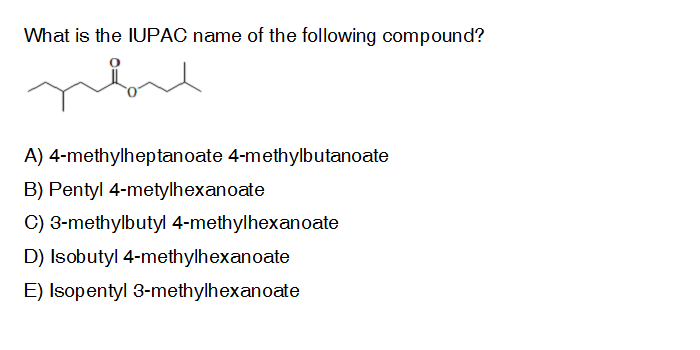 What is the IUPAC name of the following compound?
O
O
A) 4-methylheptanoate 4-methylbutanoate
B) Pentyl 4-metylhexanoate
C) 3-methylbutyl 4-methylhexanoate
D) Isobutyl 4-methylhexanoate
E) Isopentyl 3-methylhexanoate